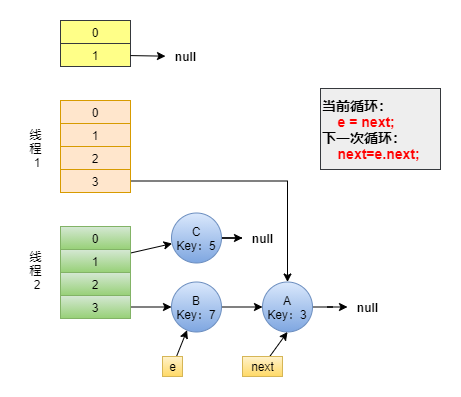 0
1
null
线程1
0
1
2
3
当前循环：
e = next;
下一次循环：
next=e.next;
线程2
0
1
2
3
C
Key：5
null
B
Key：7
A
Key：3
null
e
next